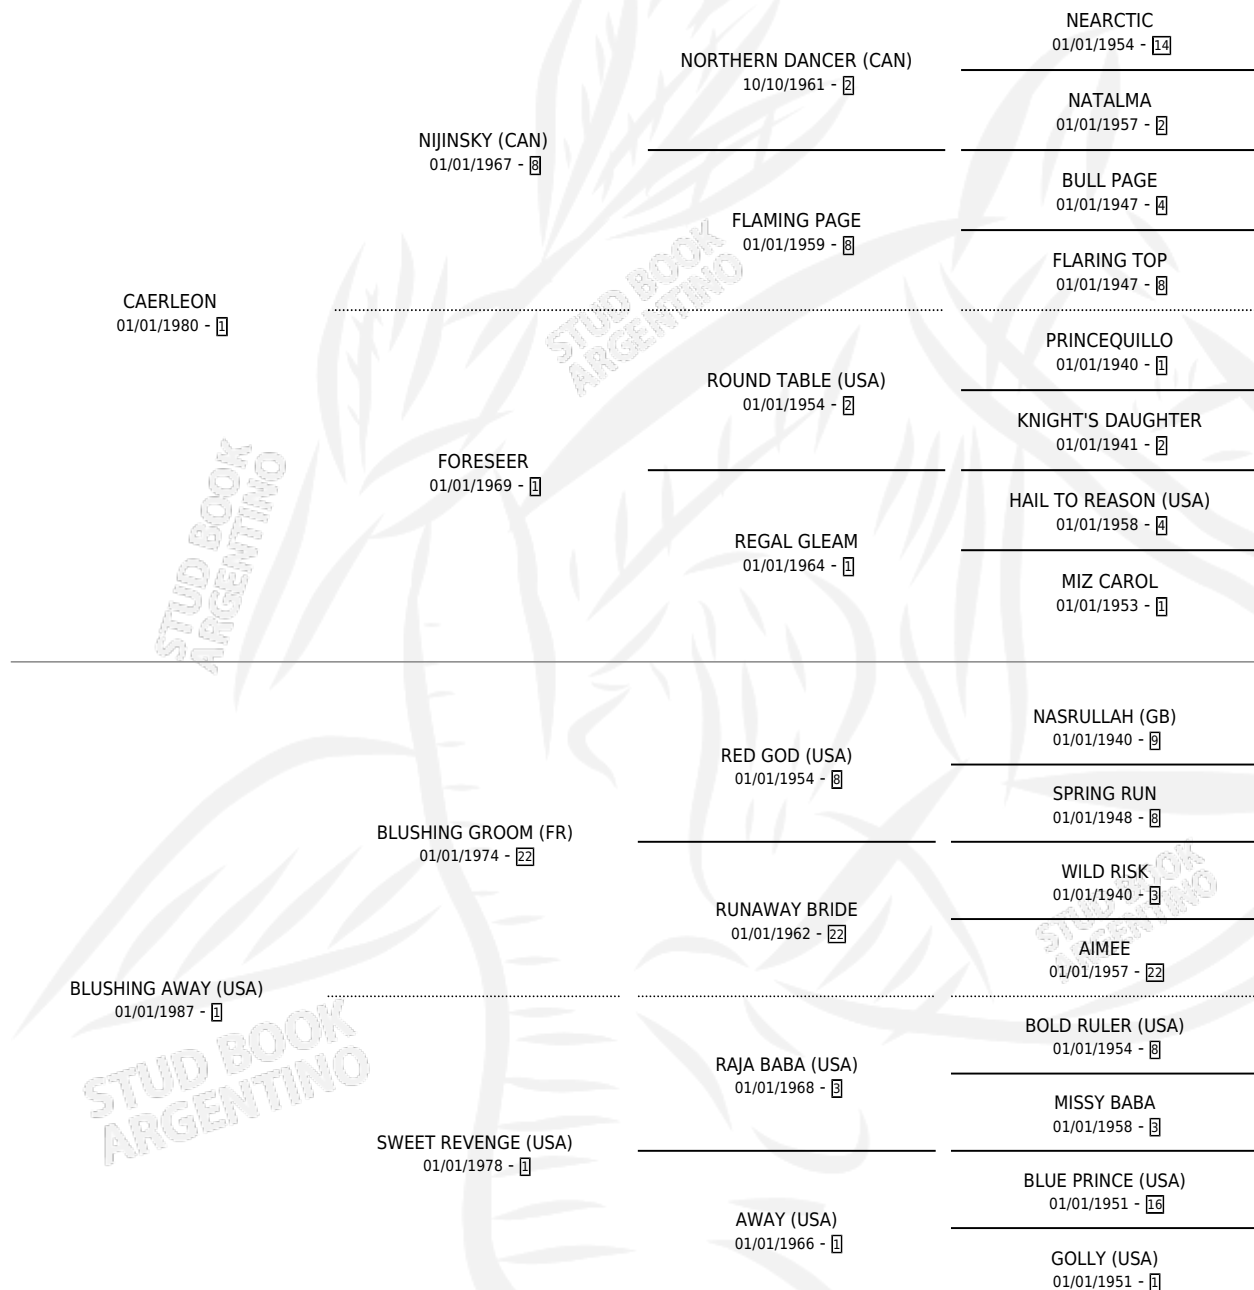 NEARCTIC
01/01/1954 - 14
NORTHERN DANCER (CAN)
10/10/1961 - 2
NATALMA
01/01/1957 - 2
NIJINSKY (CAN)
01/01/1967 - 8
BULL PAGE
01/01/1947 - 4
FLAMING PAGE
01/01/1959 - 8
FLARING TOP
01/01/1947 - 8
CAERLEON
01/01/1980 - 1
STUD BOOK
ARGENTINO
PRINCEQUILLO
01/01/1940 - 1
ROUND TABLE (USA)
01/01/1954 - 2
KNIGHT'S DAUGHTER
01/01/1941 - 2
FORESEER
01/01/1969 - 1
HAIL TO REASON (USA)
01/01/1958 - 4
REGAL GLEAM
01/01/1964 - 1
MIZ CAROL
01/01/1953 - 1
STUD BOOK
ARGENTINO
NASRULLAH (GB)
01/01/1940 - 9
RED GOD (USA)
01/01/1954 - 8
SPRING RUN
01/01/1948 - 8
BLUSHING GROOM (FR)
01/01/1974 - 22
WILD RISK
01/01/1940 - 3
RUNAWAY BRIDE
01/01/1962 - 22
AIMEE
01/01/1957 - 22
STUD BOOK
ARGENTINO
BLUSHING AWAY (USA)
01/01/1987 - 1
BOLD RULER (USA)
01/01/1954 - 8
RAJA BABA (USA)
01/01/1968 - 3
MISSY BABA
01/01/1958 - 3
STUD BOOK
ARGENTINO
SWEET REVENGE (USA)
01/01/1978 - 1
BLUE PRINCE (USA)
01/01/1951 - 16
AWAY (USA)
01/01/1966 - 1
GOLLY (USA)
01/01/1951 - 1